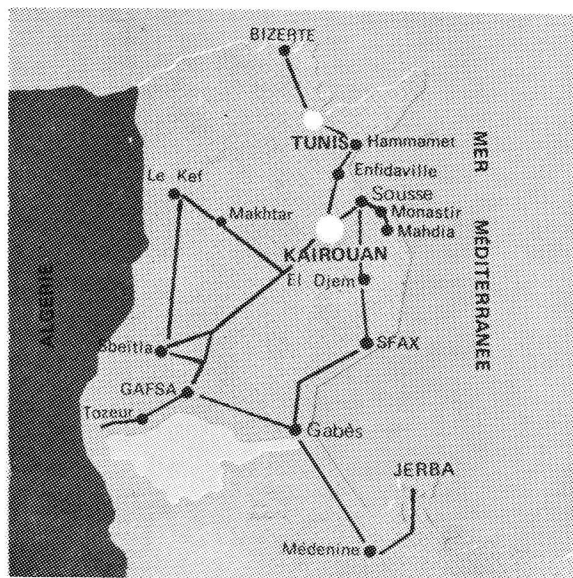 BIZERTE
TUNIS
Hammamet
MER MÉDITERRANÉE
Enfidaville
Le Kef
Sousse
Makhtar
Monastir
Mahdia
KAIROUAN
El Djem
ALGÉRIE
Sbeïtla
SFAX
GAFSA
Tozeur
Gabès
JERBA
Médenine